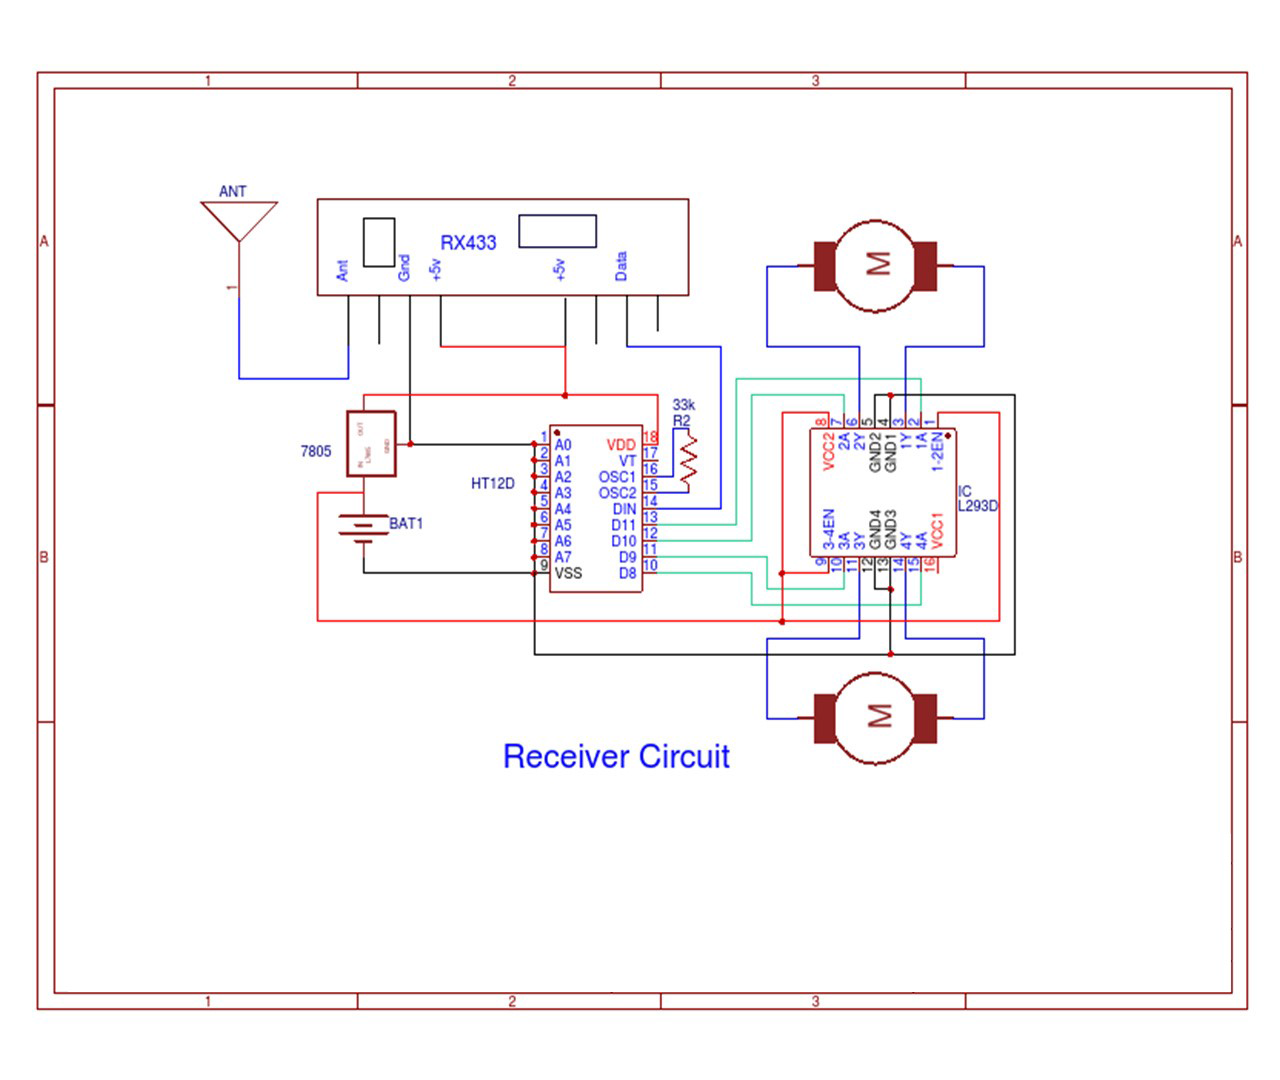 1 2 3
A
A
ANT
1
RX433
Ant
Gnd
+5v
+5v
Data
M
33k
R2
7805
OUT
IN
L7805
GND
HT12D
BAT1
1 A0 VDD 18
2 A1 VT 17
3 A2 OSC1 16
4 A3 OSC2 15
5 A4 DIN 14
6 A5 D11 13
7 A6 D10 12
8 A7 D9 11
9 VSS D8 10
8 7 6 5 4 3 2 1
VCC2 2A 2Y GND2 GND1 1Y 1A 1-2EN
IC
L293D
3-4EN 3A 3Y GND4 GND3 4Y 4A VCC1
9 10 11 12 13 14 15 16
B
B
M
Receiver Circuit
1 2 3